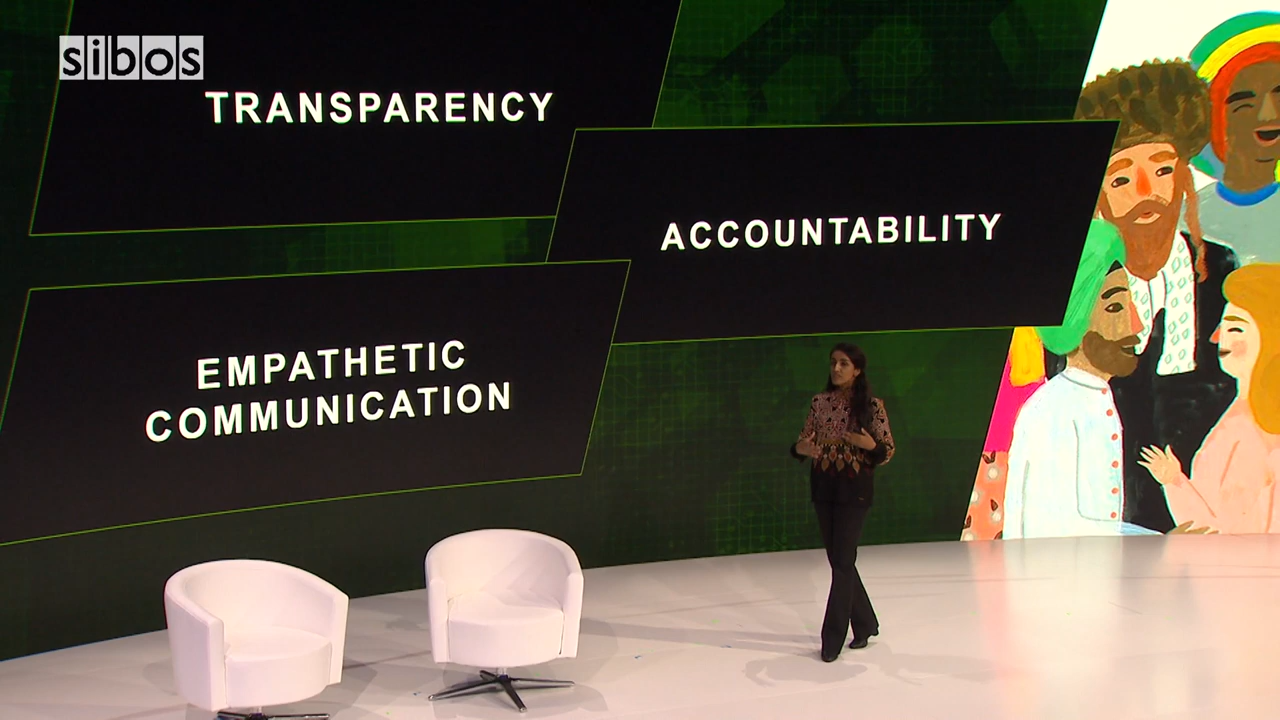 sibos
TRANSPARENCY
ACCOUNTABILITY
EMPATHETIC
COMMUNICATION